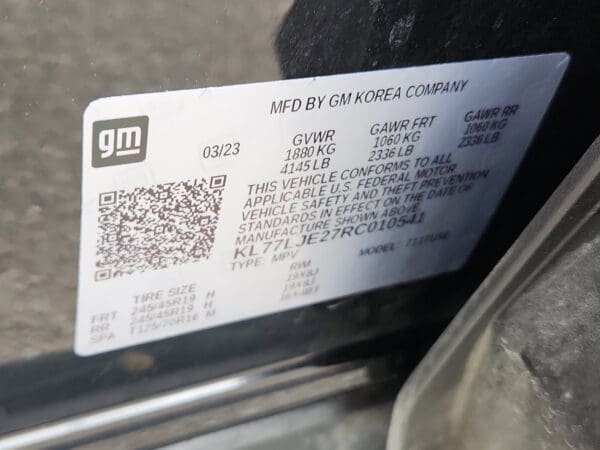 MFD BY GM KOREA COMPANY
gm
03/23
GVWR
1880 KG
4145 LB
GAWR FRT
1060 KG
2336 LB
GAWR RR
1060 KG
2336 LB
THIS VEHICLE CONFORMS TO ALL
APPLICABLE U.S. FEDERAL MOTOR
VEHICLE SAFETY AND THEFT PREVENTION
STANDARDS IN EFFECT ON THE DATE OF
MANUFACTURE SHOWN ABOVE.
KL77LJE27RC010541
TYPE: MPV
MODEL:
TIRE SIZE
RIM
FRT 245/45R19 H 19X8J
RR 245/45R19 H 19X8J
SPA T125/70R16 M 16X4BT